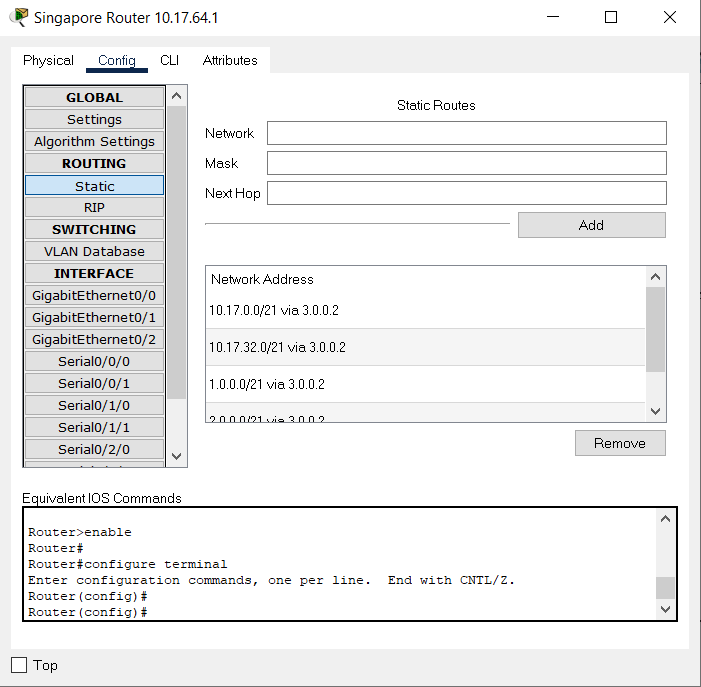 Singapore Router 10.17.64.1
Physical Config CLI Attributes
GLOBAL
Settings
Algorithm Settings
ROUTING
Static
RIP
SWITCHING
VLAN Database
INTERFACE
GigabitEthernet0/0
GigabitEthernet0/1
GigabitEthernet0/2
Serial0/0/0
Serial0/0/1
Serial0/1/0
Serial0/1/1
Serial0/2/0
Static Routes
Network
Mask
Next Hop
Add
Network Address
10.17.0.0/21 via 3.0.0.2
10.17.32.0/21 via 3.0.0.2
1.0.0.0/21 via 3.0.0.2
2.0.0.0/21 via 3.0.0.2
Remove
Equivalent IOS Commands
Router>enable
Router#
Router#configure terminal
Enter configuration commands, one per line. End with CNTL/Z.
Router(config)#
Router(config)#
Top